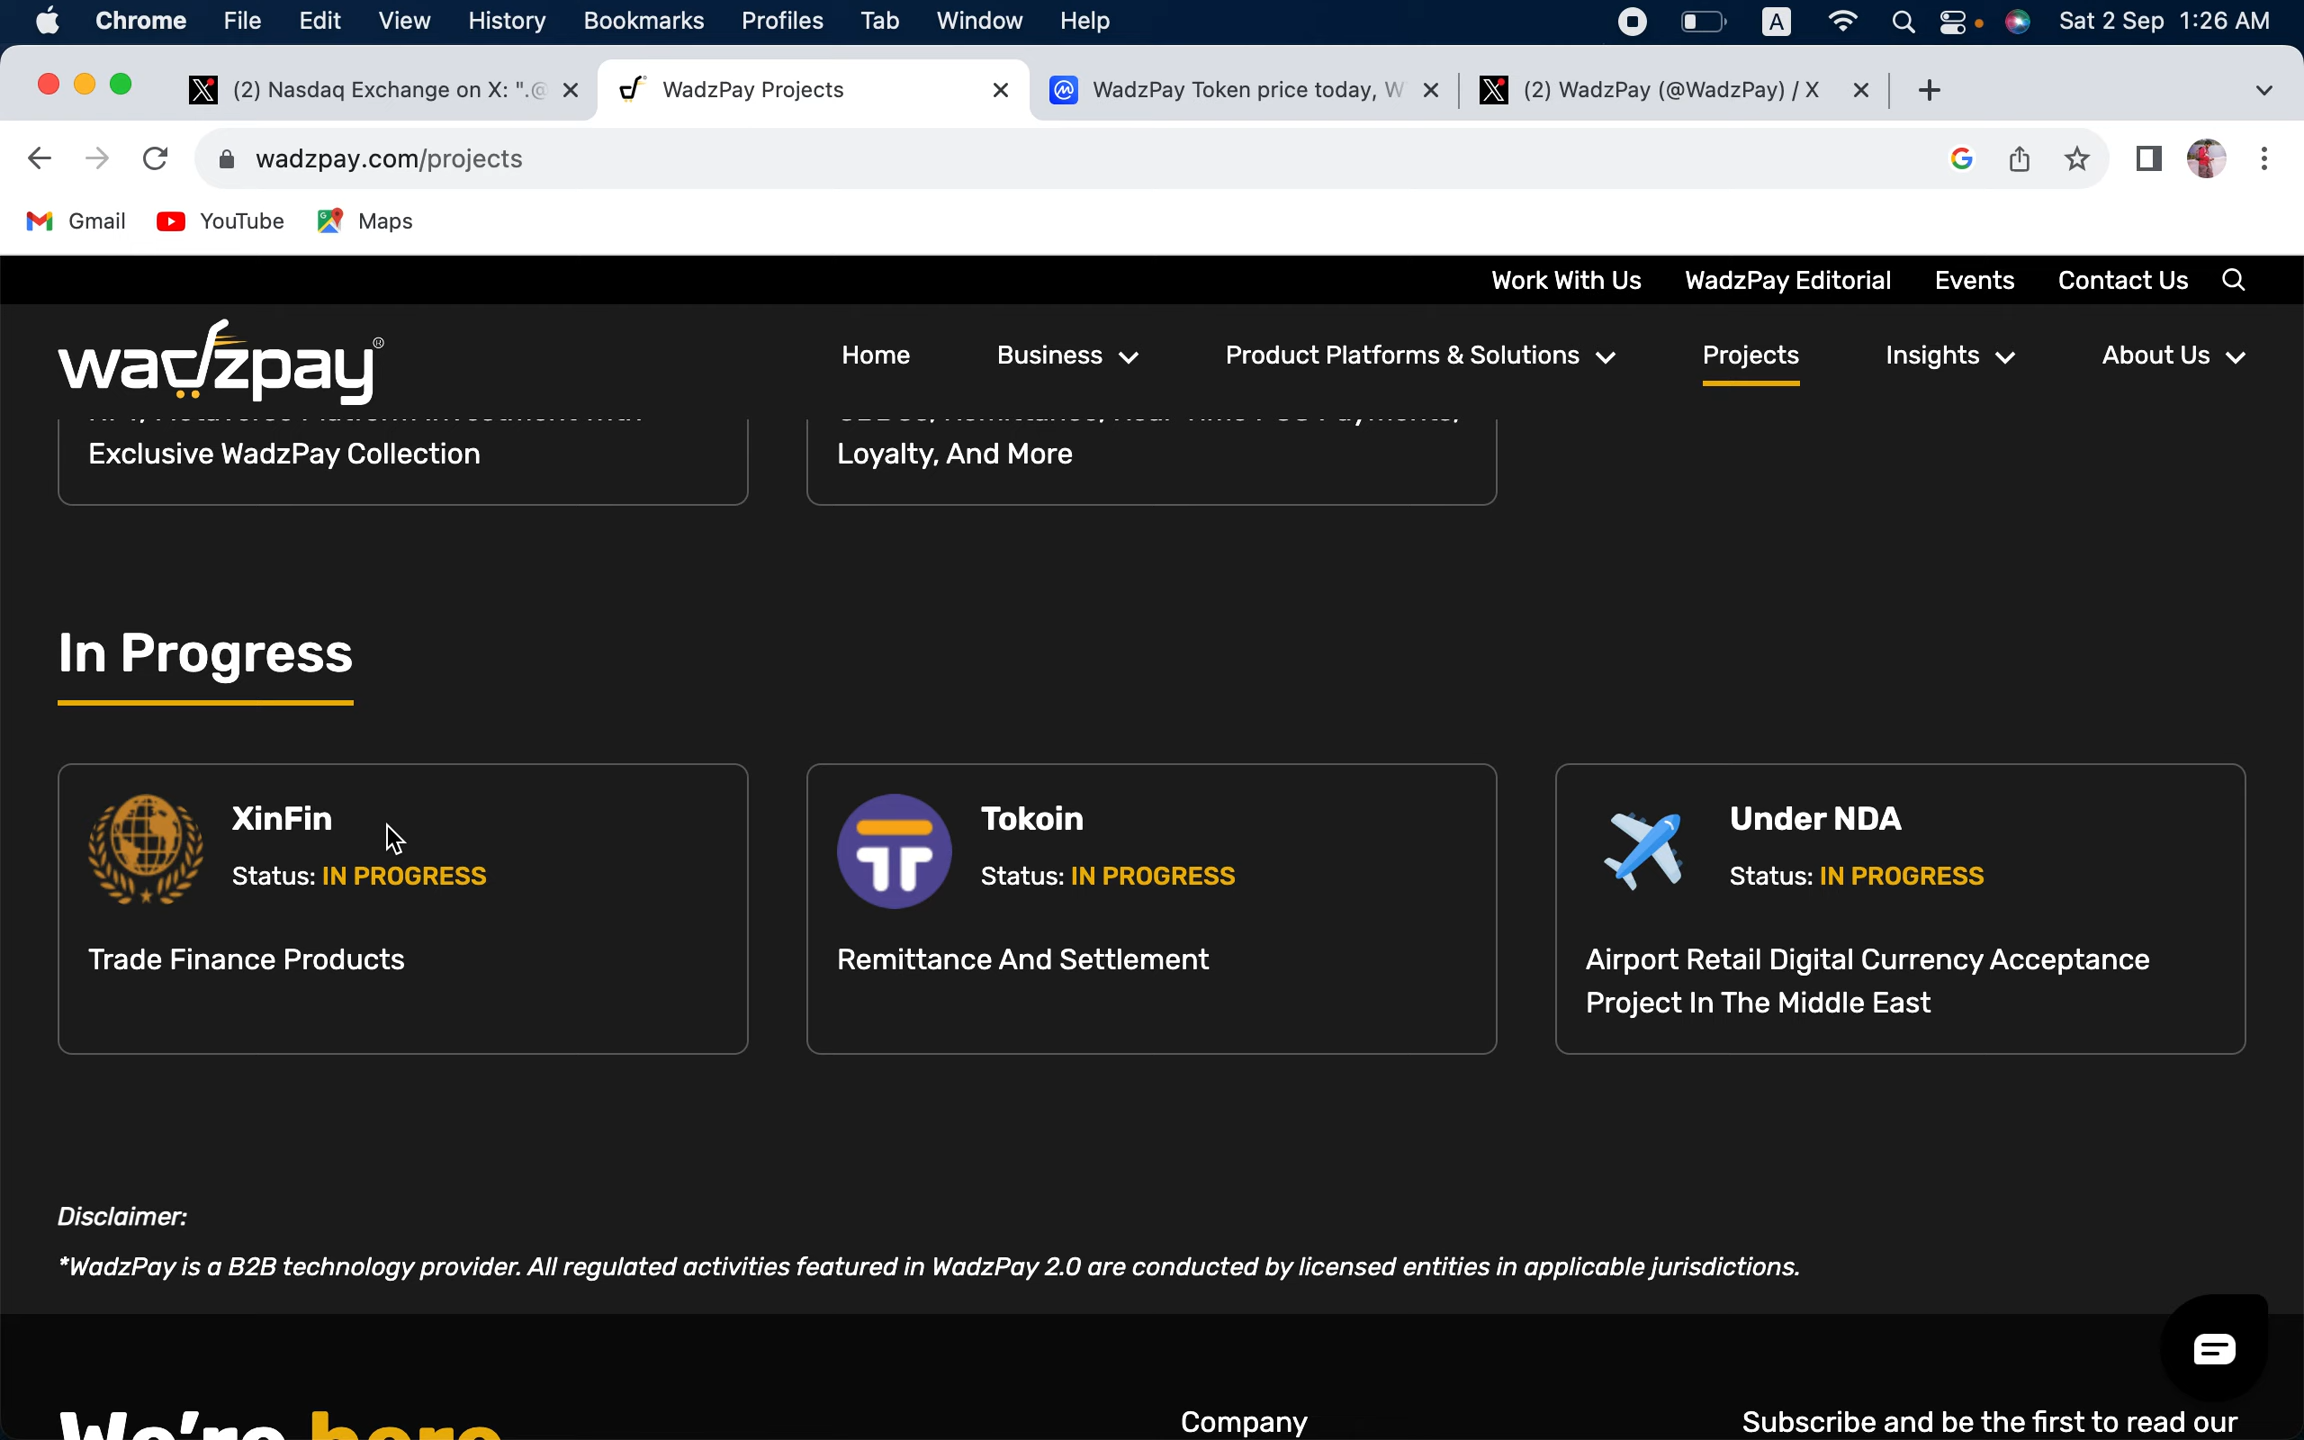 Chrome File Edit View History Bookmarks Profiles Tab Window Help A Sat 2 Sep 1:26 AM
(2) Nasdaq Exchange on X: ".@ WadzPay Projects WadzPay Token price today, W (2) WadzPay (@WadzPay) / X
wadzpay.com/projects
Gmail YouTube Maps
Work With Us WadzPay Editorial Events Contact Us
wadzpay® Home Business Product Platforms & Solutions Projects Insights About Us
Exclusive WadzPay Collection
Loyalty, And More
In Progress
XinFin
Status: IN PROGRESS
Trade Finance Products
Tokoin
Status: IN PROGRESS
Remittance And Settlement
Under NDA
Status: IN PROGRESS
Airport Retail Digital Currency Acceptance
Project In The Middle East
Disclaimer:
*WadzPay is a B2B technology provider. All regulated activities featured in WadzPay 2.0 are conducted by licensed entities in applicable jurisdictions.
We're here
Company
Subscribe and be the first to read our